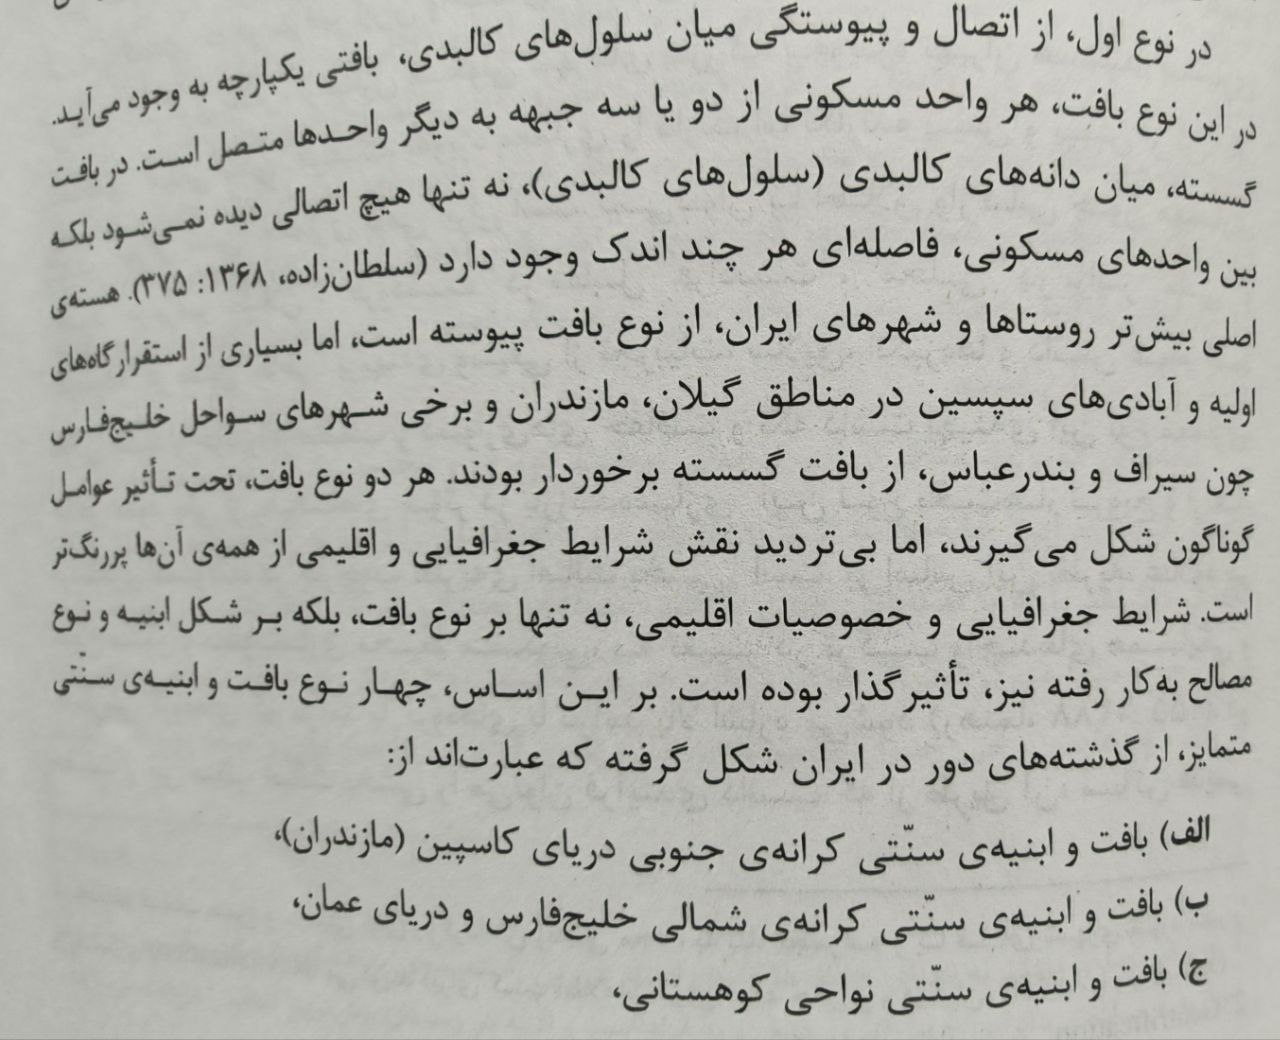 در نوع اول، از اتصال و پیوستگی میان سلول‌های کالبدی، بافتی یکپارچه به وجود می‌آید.
در این نوع بافت، هر واحد مسکونی از دو یا سه جبهه به دیگر واحدها متصل است. در بافت
گسسته، میان دانه‌های کالبدی (سلول‌های کالبدی)، نه تنها هیچ اتصالی دیده نمی‌شود بلکه
بین واحدهای مسکونی، فاصله‌ای هر چند اندک وجود دارد (سلطان‌زاده، ۱۳۶۸: ۳۷۵). هسته‌ی
اصلی بیش‌تر روستاها و شهرهای ایران، از نوع بافت پیوسته است، اما بسیاری از استقرارگاه‌های
اولیه و آبادی‌های سپسین در مناطق گیلان، مازندران و برخی شهرهای سواحل خلیج‌فارس
چون سیراف و بندرعباس، از بافت گسسته برخوردار بودند. هر دو نوع بافت، تحت تأثیر عوامل
گوناگون شکل می‌گیرند، اما بی‌تردید نقش شرایط جغرافیایی و اقلیمی از همه‌ی آن‌ها پررنگ‌تر
است. شرایط جغرافیایی و خصوصیات اقلیمی، نه تنها بر نوع بافت، بلکه بر شکل ابنیه و نوع
مصالح به‌کار رفته نیز، تأثیرگذار بوده است. بر این اساس، چهار نوع بافت و ابنیه‌ی سنّتی
متمایز، از گذشته‌های دور در ایران شکل گرفته که عبارت‌اند از:
الف) بافت و ابنیه‌ی سنّتی کرانه‌ی جنوبی دریای کاسپین (مازندران)،
ب) بافت و ابنیه‌ی سنّتی کرانه‌ی شمالی خلیج‌فارس و دریای عمان،
ج) بافت و ابنیه‌ی سنّتی نواحی کوهستانی،